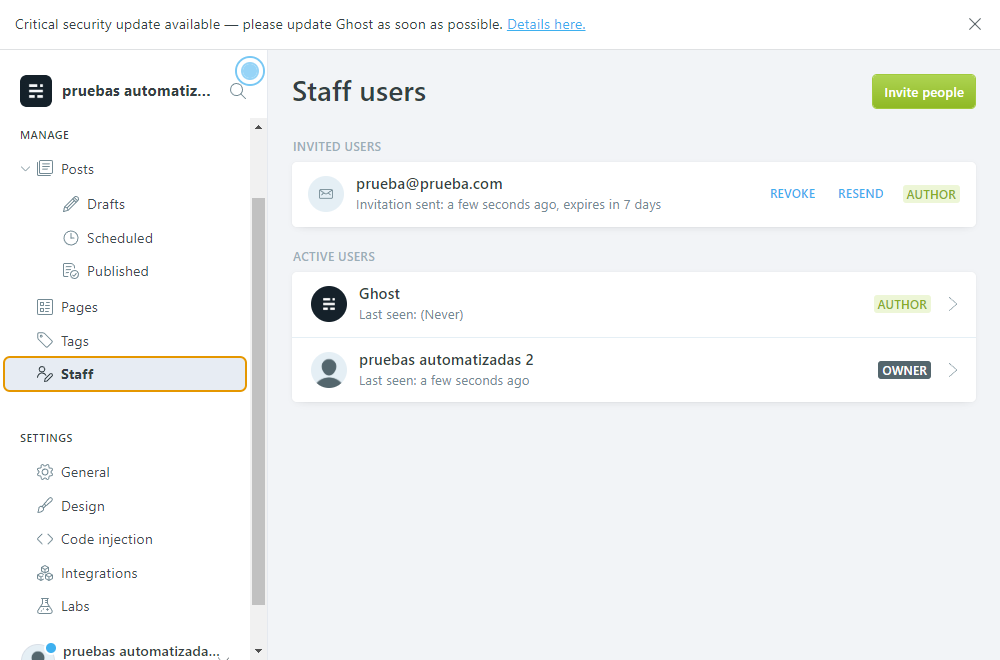 Critical security update available — please update Ghost as soon as possible. Details here.
pruebas automatiz...
MANAGE
Posts
Drafts
Scheduled
Published
Pages
Tags
Staff
SETTINGS
General
Design
Code injection
Integrations
Labs
pruebas automatizada...
Staff users
Invite people
INVITED USERS
prueba@prueba.com
Invitation sent: a few seconds ago, expires in 7 days
REVOKE RESEND AUTHOR
ACTIVE USERS
Ghost
Last seen: (Never)
AUTHOR
pruebas automatizadas 2
Last seen: a few seconds ago
OWNER